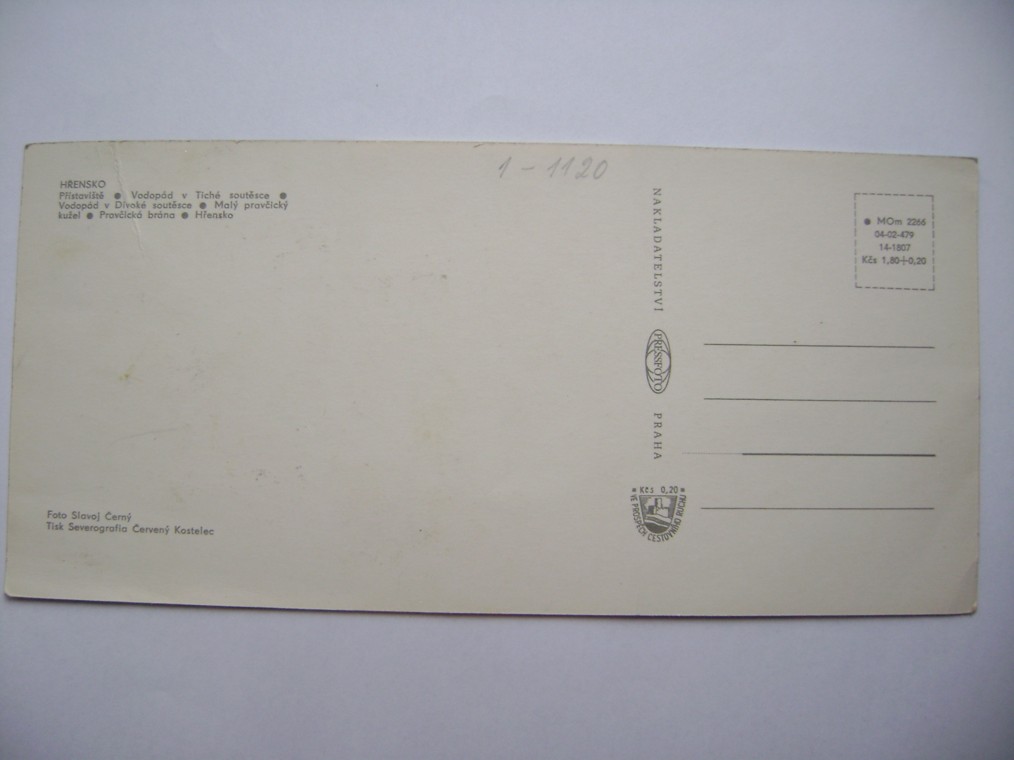 1 - 1120
HŘENSKO
Přístaviště ● Vodopád v Tiché soutěsce ●
Vodopád v Divoké soutěsce ● Malý pravčický
kužel ● Pravčická brána ● Hřensko
Foto Slavoj Černý
Tisk Severografia Červený Kostelec
NAKLADATELSTVÍ
PRESSFOTO
PRAHA
* Kčs 0,20 *
VE PROSPĚCH CESTOVNÍHO RUCHU
● MOm 2266
04-02-479
14-1807
Kčs 1,80+0,20